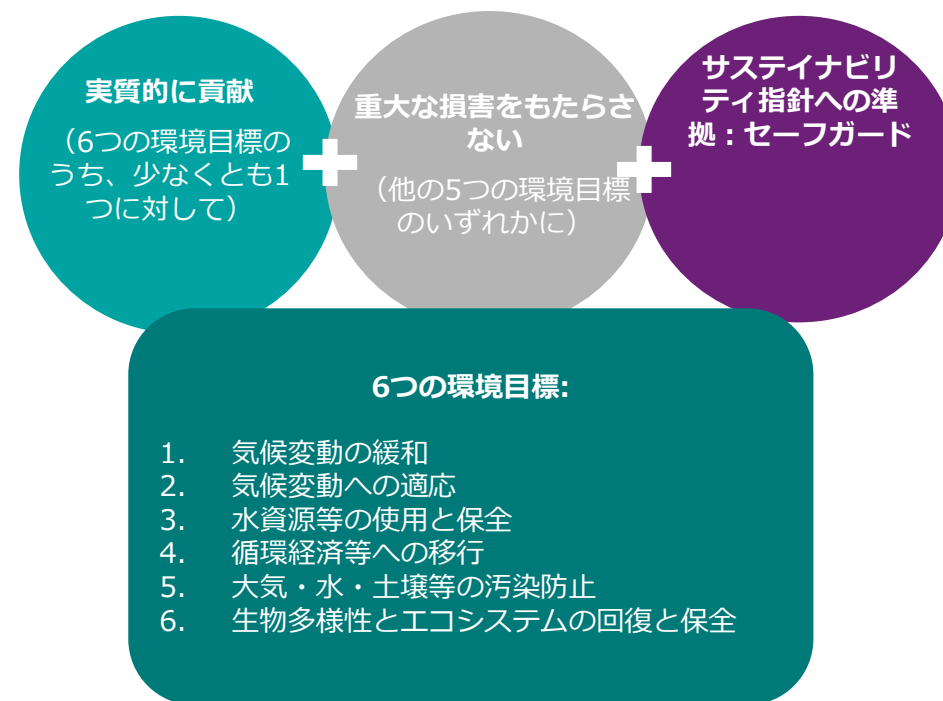 実質的に貢献
（6つの環境目標の
うち、少なくとも1
つに対して）
重大な損害をもたらさ
ない
（他の5つの環境目標
のいずれかに）
サステイナビリ
ティ指針への準
拠：セーフガード
6つの環境目標:
1. 気候変動の緩和
2. 気候変動への適応
3. 水資源等の使用と保全
4. 循環経済等への移行
5. 大気・水・土壌等の汚染防止
6. 生物多様性とエコシステムの回復と保全